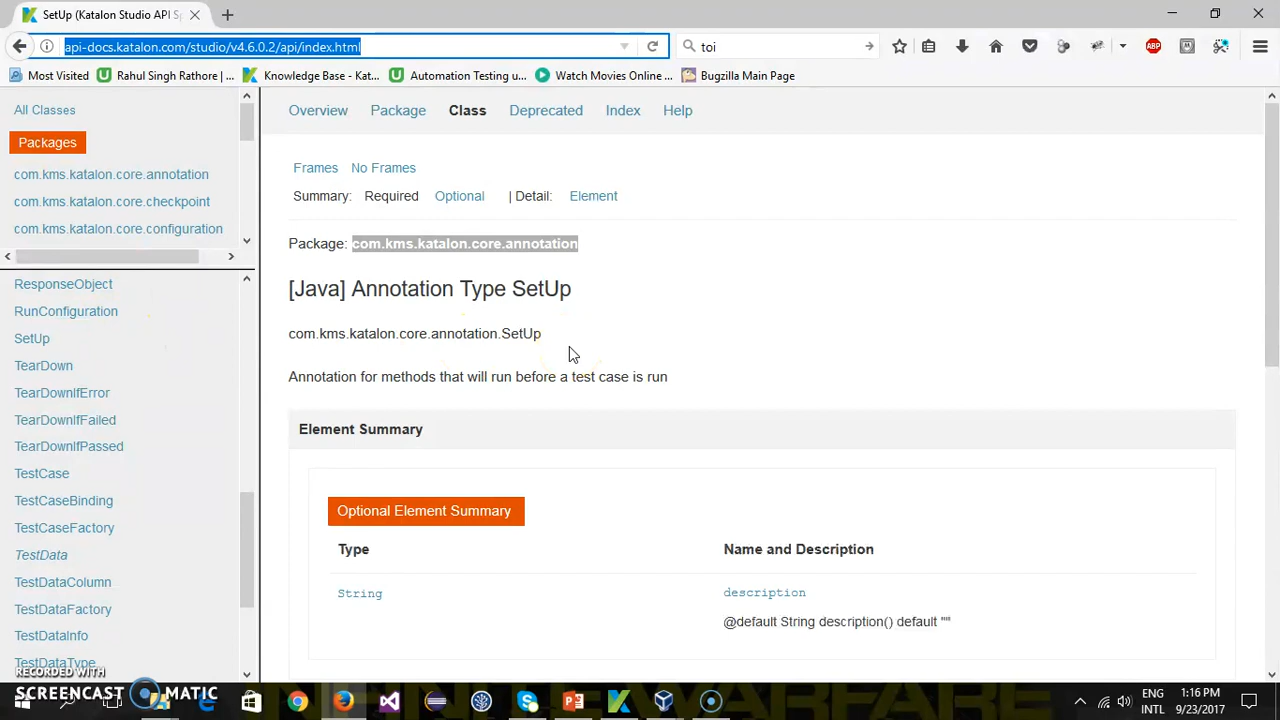 SetUp (Katalon Studio API S
api-docs.katalon.com/studio/v4.6.0.2/api/index.html
toi
ABP
Most Visited
Rahul Singh Rathore | ...
Knowledge Base - Kat...
Automation Testing u...
Watch Movies Online ...
Bugzilla Main Page
All Classes
Packages
com.kms.katalon.core.annotation
com.kms.katalon.core.checkpoint
com.kms.katalon.core.configuration
ResponseObject
RunConfiguration
SetUp
TearDown
TearDownIfError
TearDownIfFailed
TearDownIfPassed
TestCase
TestCaseBinding
TestCaseFactory
TestData
TestDataColumn
TestDataFactory
TestDataInfo
TestDataType
Overview Package Class Deprecated Index Help
Frames No Frames
Summary: Required Optional | Detail: Element
Package: com.kms.katalon.core.annotation
[Java] Annotation Type SetUp
com.kms.katalon.core.annotation.SetUp
Annotation for methods that will run before a test case is run
Element Summary
Optional Element Summary
Type Name and Description
String description
@default String description() default ""
RECORDED WITH
SCREENCAST MATIC
ENG
INTL
1:16 PM
9/23/2017